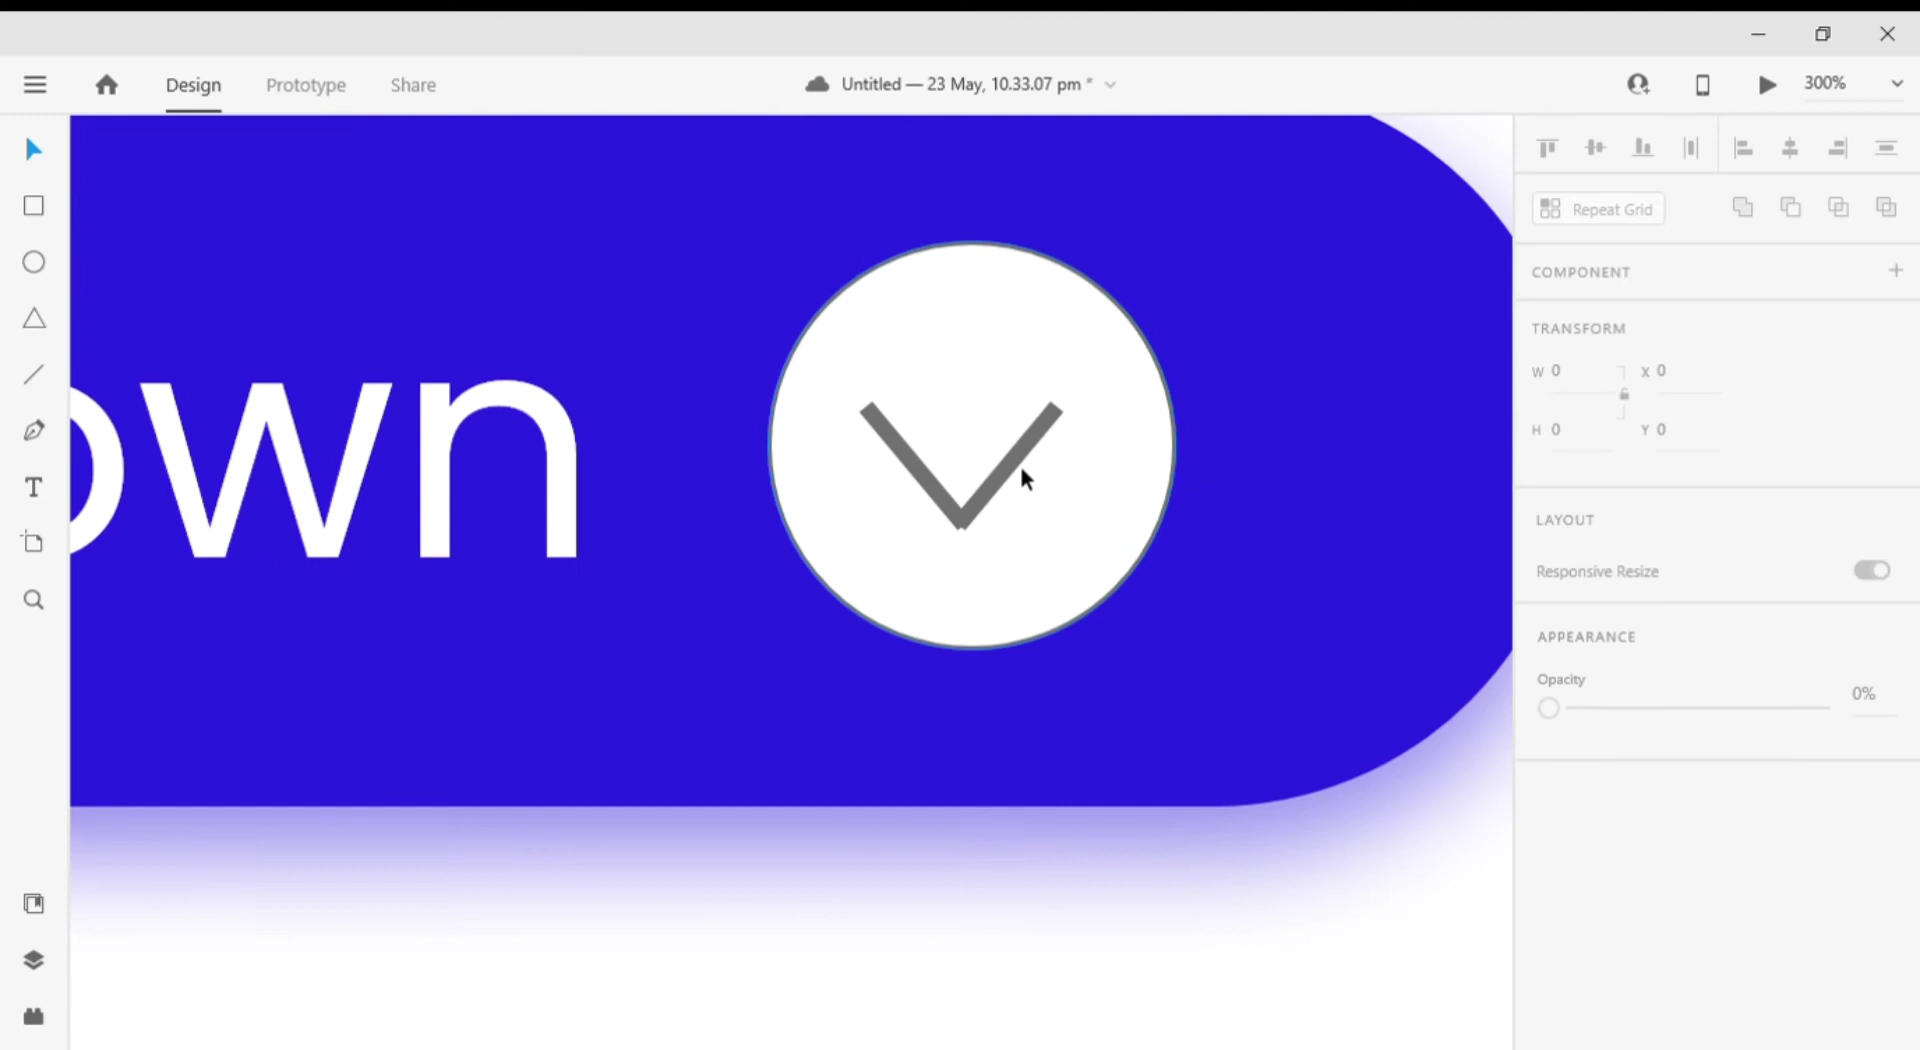 Design Prototype Share Untitled — 23 May, 10.33.07 pm * 300%
Repeat Grid
COMPONENT
TRANSFORM
W 0 X 0
H 0 Y 0
own
T
LAYOUT
Responsive Resize
APPEARANCE
Opacity
0%